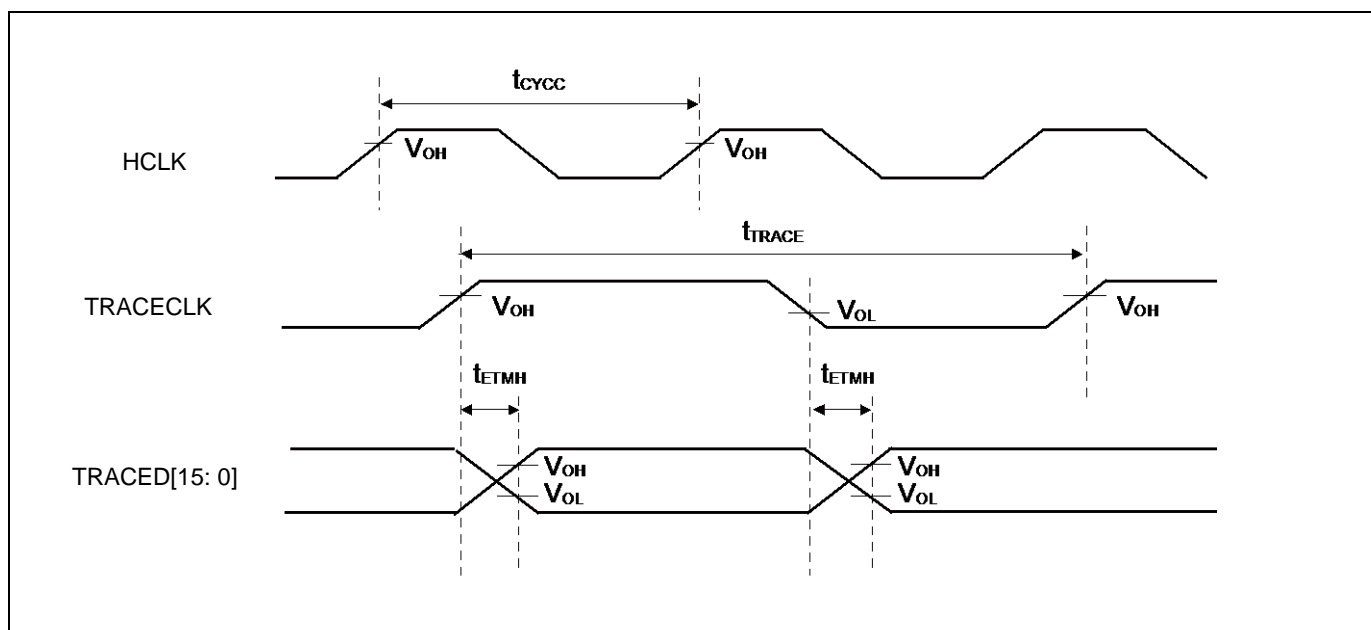 tCYCC
HCLK
VOH
VOH
tTRACE
TRACECLK
VOH
VOL
VOH
tETMH
tETMH
TRACED[15: 0]
VOH
VOH
VOL
VOL